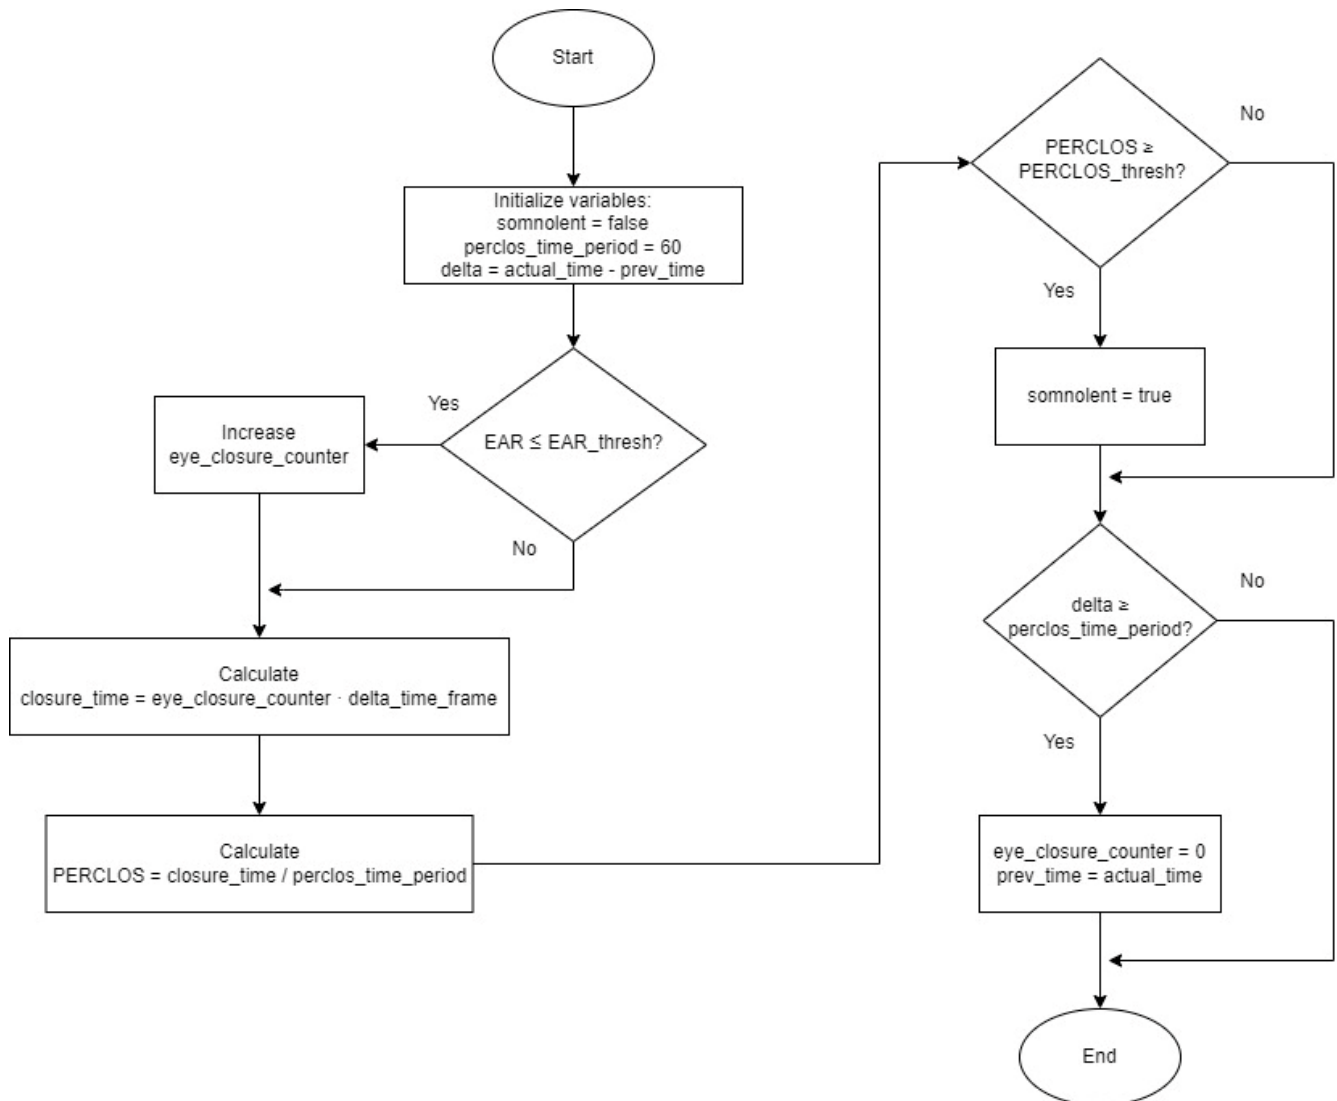 Start
Initialize variables:
somnolent = false
perclos_time_period = 60
delta = actual_time - prev_time
EAR ≤ EAR_thresh?
Yes
Increase
eye_closure_counter
No
Calculate
closure_time = eye_closure_counter · delta_time_frame
Calculate
PERCLOS = closure_time / perclos_time_period
PERCLOS ≥
PERCLOS_thresh?
No
Yes
somnolent = true
delta ≥
perclos_time_period?
No
Yes
eye_closure_counter = 0
prev_time = actual_time
End